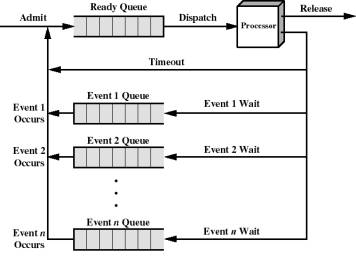 Ready Queue
Release
Admit
Dispatch
Processor
Timeout
Event 1 Queue
Event 1
Occurs
Event 1 Wait
Event 2 Queue
Event 2
Occurs
Event 2 Wait
Event n Queue
Event n
Occurs
Event n Wait